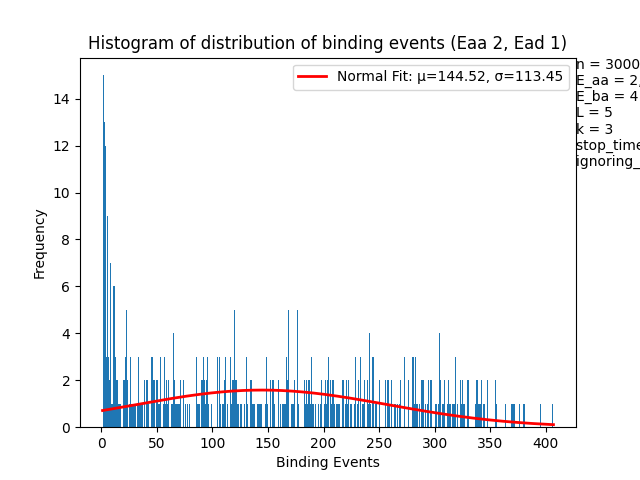 Histogram of distribution of binding events (Eaa 2, Ead 1)
Normal Fit: μ=144.52, σ=113.45
n = 3000
E_aa = 2,
E_ba = 4
L = 5
k = 3
stop_time
ignoring_
Frequency
14
12
10
8
6
4
2
0
0 50 100 150 200 250 300 350 400
Binding Events